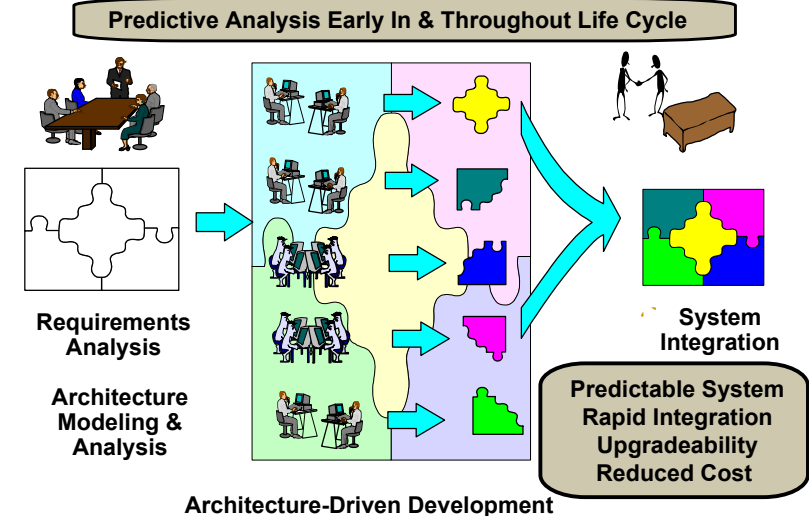 Predictive Analysis Early In & Throughout Life Cycle
Requirements
Analysis
Architecture
Modeling &
Analysis
Architecture-Driven Development
System
Integration
Predictable System
Rapid Integration
Upgradeability
Reduced Cost